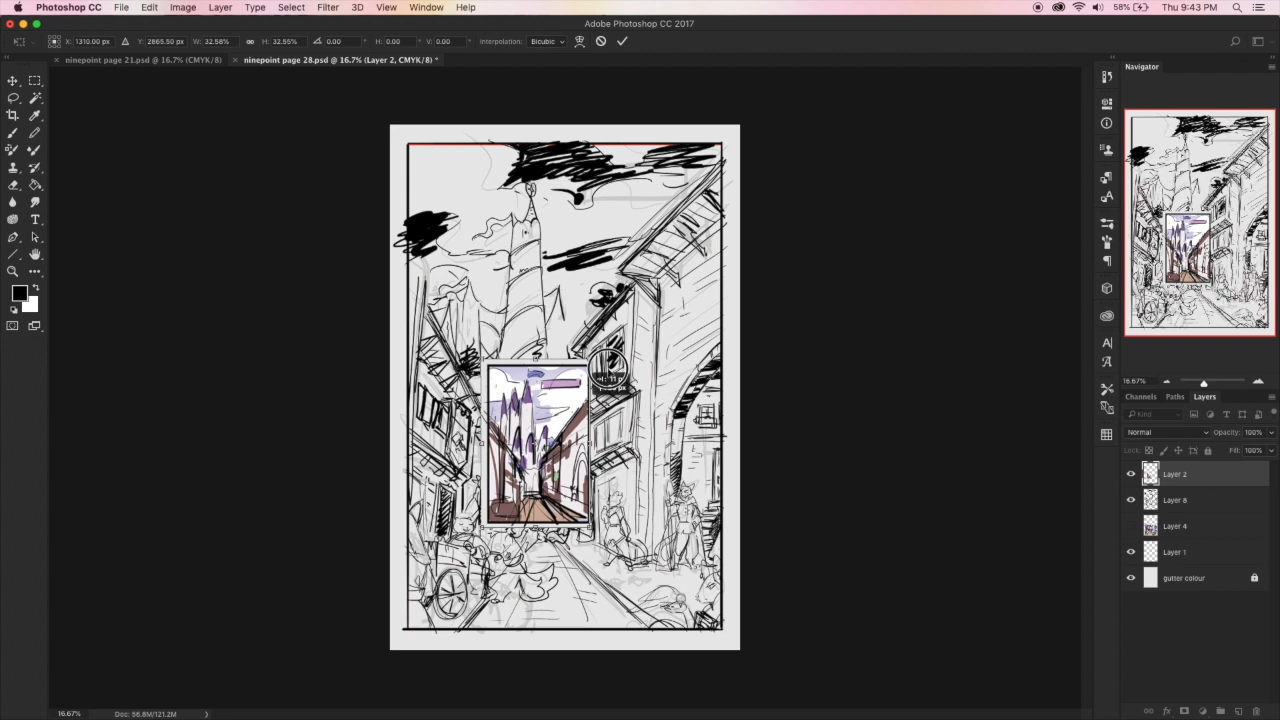 Photoshop CC File Edit Image Layer Type Select Filter 3D View Window Help 58% Thu 9:43 PM
Adobe Photoshop CC 2017
X: 1310.00 px Y: 2865.50 px W: 32.58% H: 32.55% 0.00 H: 0.00 V: 0.00 Interpolation: Bicubic
ninepoint page 21.psd @ 16.7% (CMYK/8) ninepoint page 28.psd @ 16.7% (Layer 2, CMYK/8) *
Navigator
16.67%
Channels Paths Layers
Kind
Normal Opacity: 100%
Lock: Fill: 100%
Layer 2
Layer 8
Layer 4
Layer 1
gutter colour
16.67% Doc: 56.8M/121.2M